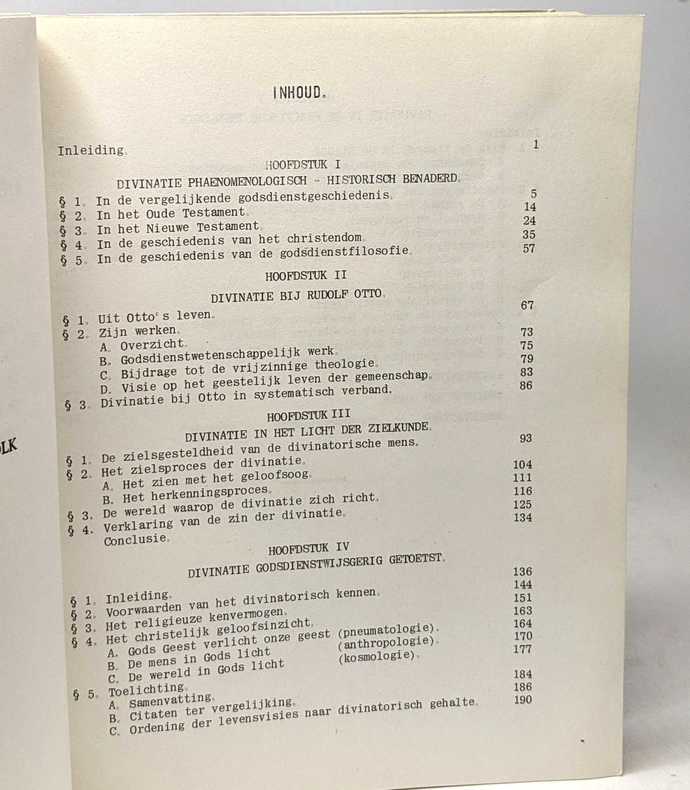 INHOUD.
Inleiding. 1
HOOFDSTUK I
DIVINATIE PHAENOMENOLOGISCH - HISTORISCH BENADERD.
§ 1. In de vergelijkende godsdienstgeschiedenis. 5
§ 2. In het Oude Testament. 14
§ 3. In het Nieuwe Testament. 24
§ 4. In de geschiedenis van het christendom. 35
§ 5. In de geschiedenis van de godsdienstfilosofie. 57
HOOFDSTUK II
DIVINATIE BIJ RUDOLF OTTO.
§ 1. Uit Otto's leven. 67
§ 2. Zijn werken.
A. Overzicht. 73
B. Godsdienstwetenschappelijk werk. 75
C. Bijdrage tot de vrijzinnige theologie. 79
D. Visie op het geestelijk leven der gemeenschap. 83
§ 3. Divinatie bij Otto in systematisch verband. 86
HOOFDSTUK III
DIVINATIE IN HET LICHT DER ZIELKUNDE.
§ 1. De zielsgesteldheid van de divinatorische mens. 93
§ 2. Het zielsproces der divinatie.
A. Het zien met het geloofsoog. 104
B. Het herkenningsproces. 111
§ 3. De wereld waarop de divinatie zich richt. 116
§ 4. Verklaring van de zin der divinatie. 125
Conclusie. 134
HOOFDSTUK IV
DIVINATIE GODSDIENSTWIJSGERIG GETOETST.
§ 1. Inleiding. 136
§ 2. Voorwaarden van het divinatorisch kennen. 144
§ 3. Het religieuze kenvermogen. 151
§ 4. Het christelijk geloofsinzicht. 163
A. Gods Geest verlicht onze geest (pneumatologie). 164
B. De mens in Gods licht (anthropologie). 170
C. De wereld in Gods licht (kosmologie). 177
§ 5. Toelichting.
A. Samenvatting. 184
B. Citaten ter vergelijking. 186
C. Ordening der levensvisies naar divinatorisch gehalte. 190